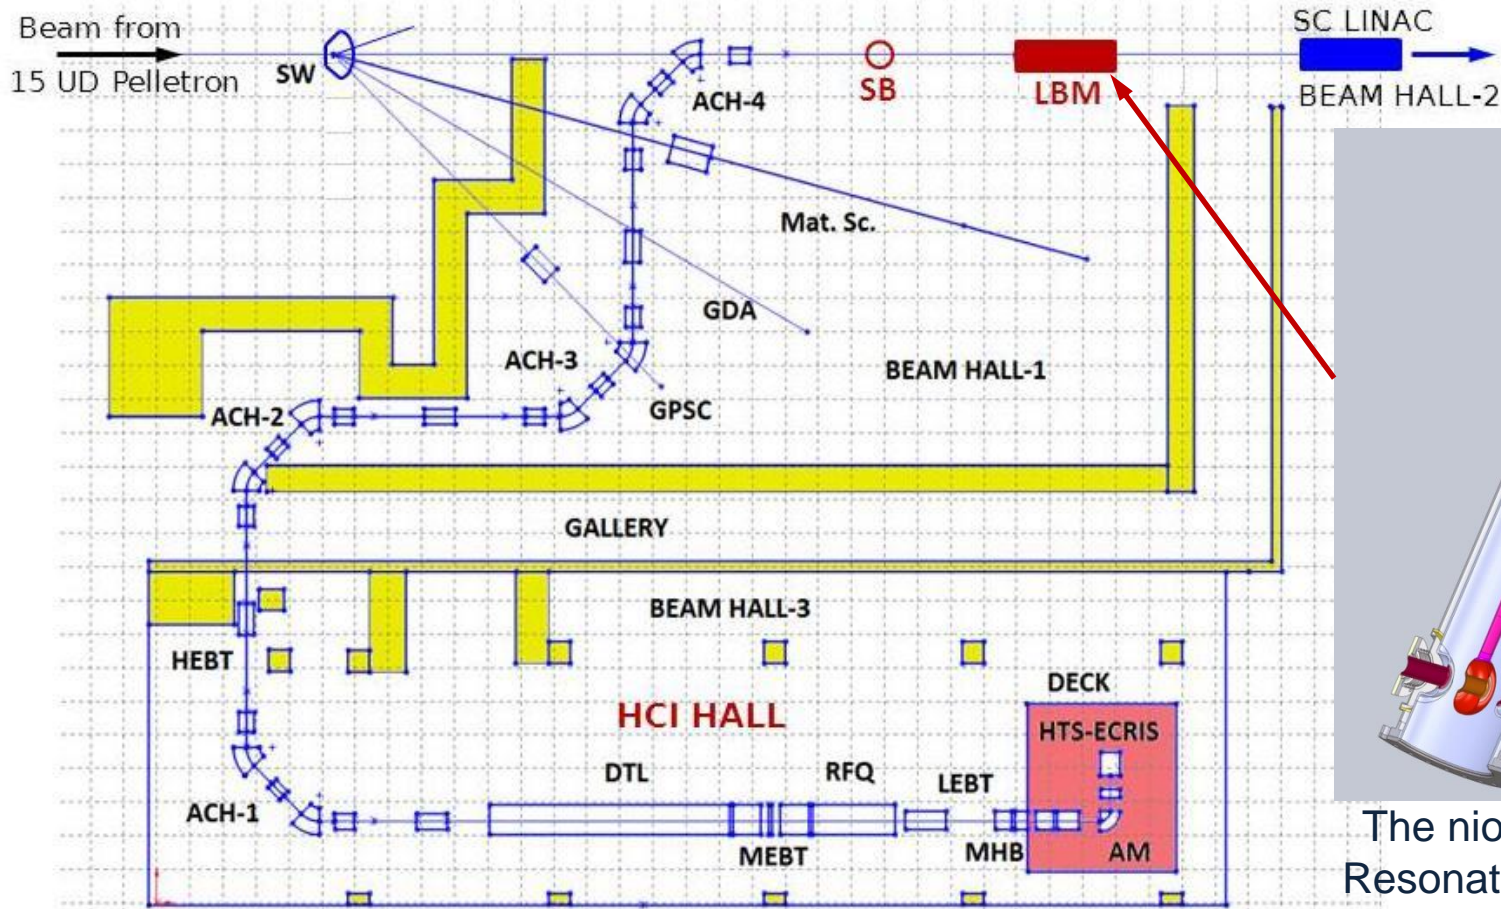 Beam from
15 UD Pelletron
SW
ACH-4
SB
LBM
SC LINAC
BEAM HALL-2
Mat. Sc.
GDA
ACH-3
BEAM HALL-1
ACH-2
GPSC
GALLERY
BEAM HALL-3
HEBT
DECK
HCI HALL
HTS-ECRIS
DTL
RFQ
LEBT
ACH-1
MEBT
MHB
AM
The nio
Resonat